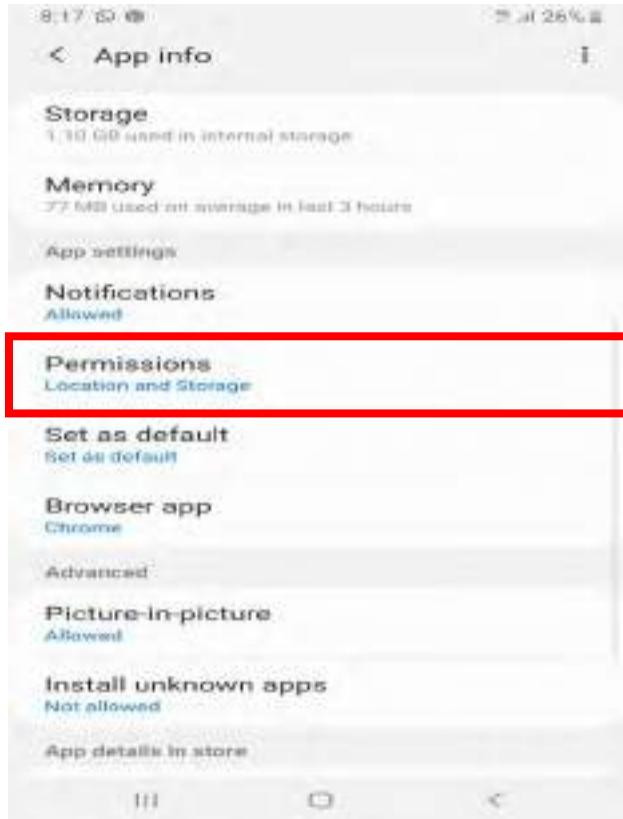 8:17
26%
< App info
Storage
1.10 GB used in internal storage
Memory
77 MB used on average in last 3 hours
App settings
Notifications
Allowed
Permissions
Location and Storage
Set as default
Set as default
Browser app
Chrome
Advanced
Picture-in-picture
Allowed
Install unknown apps
Not allowed
App details in store